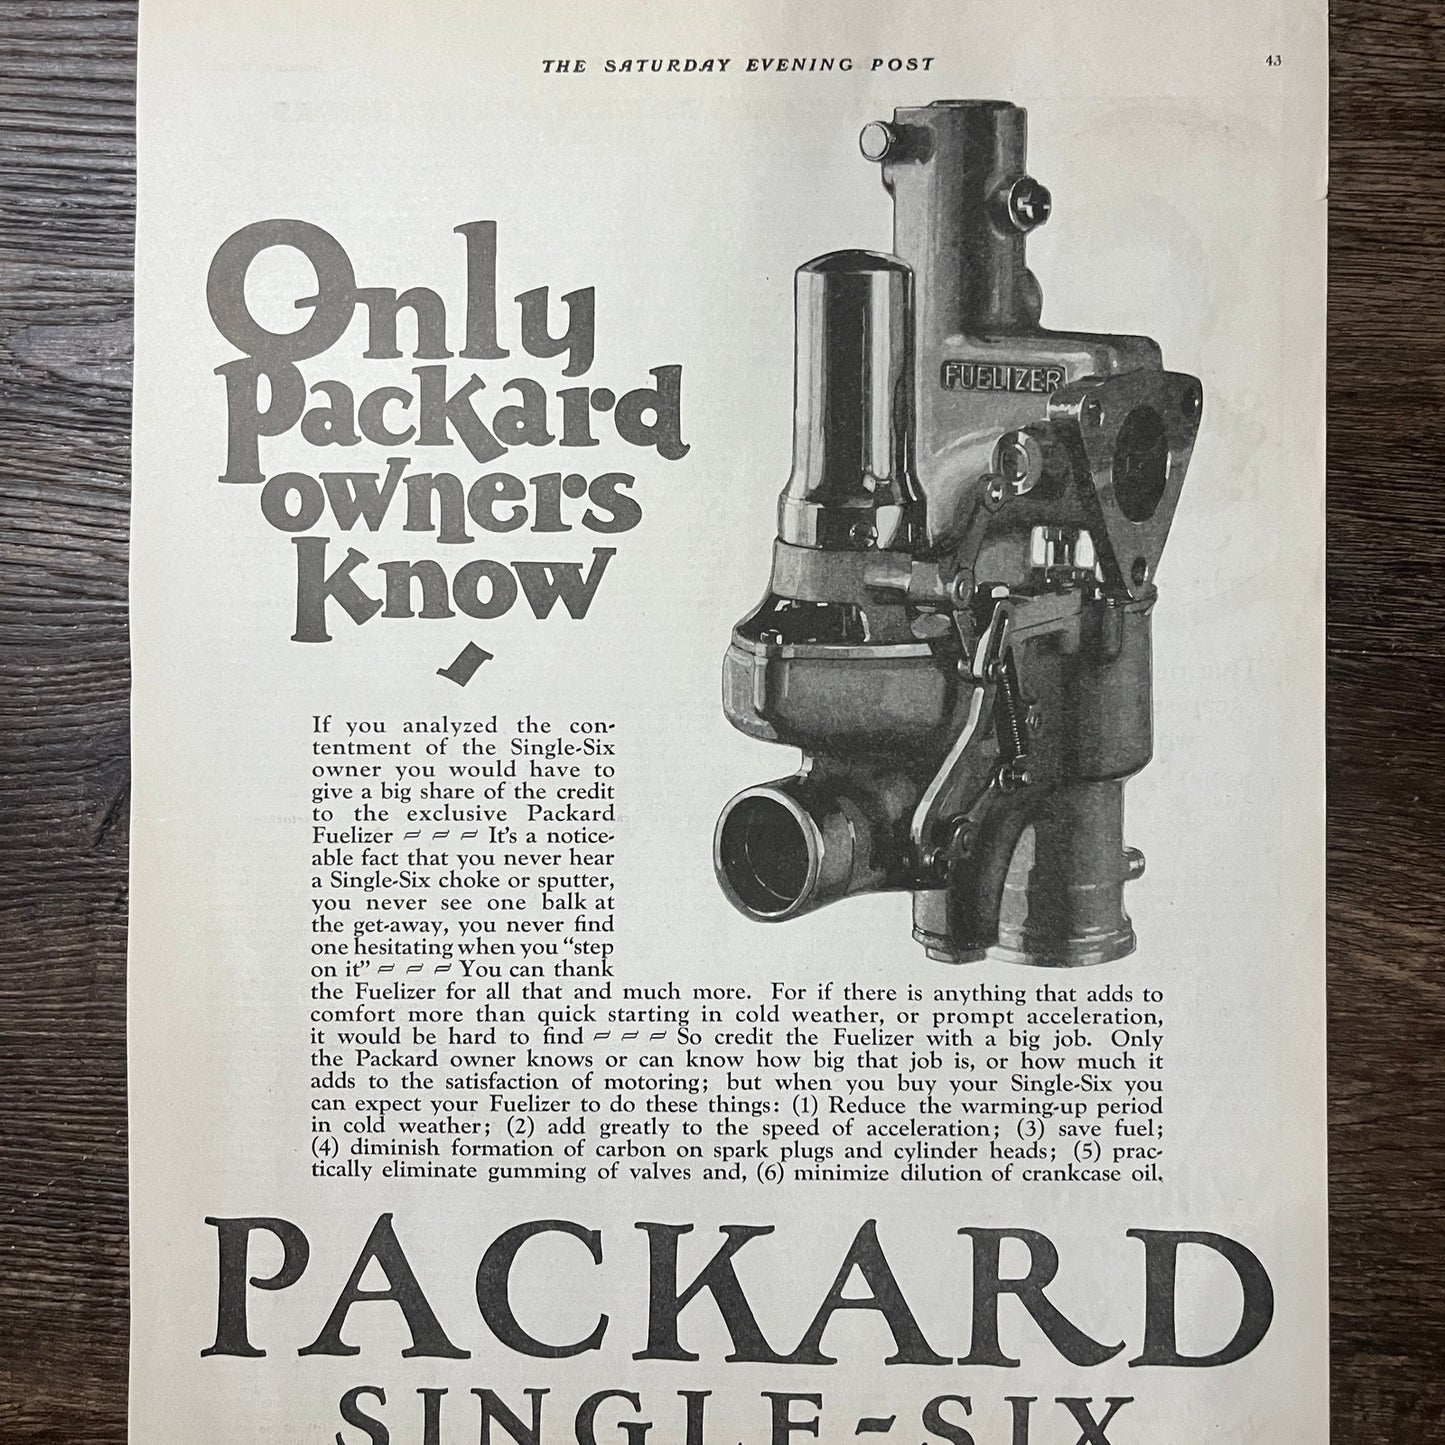 THE SATURDAY EVENING POST
43
Only
Packard
owners
Know
FUELIZER
If you analyzed the con-
tentment of the Single-Six
owner you would have to
give a big share of the credit
to the exclusive Packard
Fuelizer = = = It's a notice-
able fact that you never hear
a Single-Six choke or sputter,
you never see one balk at
the get-away, you never find
one hesitating when you "step
on it" = = = You can thank
the Fuelizer for all that and much more. For if there is anything that adds to
comfort more than quick starting in cold weather, or prompt acceleration,
it would be hard to find = = = So credit the Fuelizer with a big job. Only
the Packard owner knows or can know how big that job is, or how much it
adds to the satisfaction of motoring; but when you buy your Single-Six you
can expect your Fuelizer to do these things: (1) Reduce the warming-up period
in cold weather; (2) add greatly to the speed of acceleration; (3) save fuel;
(4) diminish formation of carbon on spark plugs and cylinder heads; (5) prac-
tically eliminate gumming of valves and, (6) minimize dilution of crankcase oil.
PACKARD
SINGLE-SIX